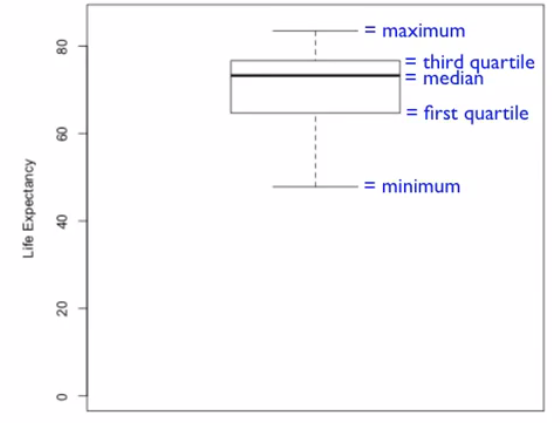 = maximum
80
= third quartile
= median
= first quartile
60
= minimum
Life Expectancy
40
20
0